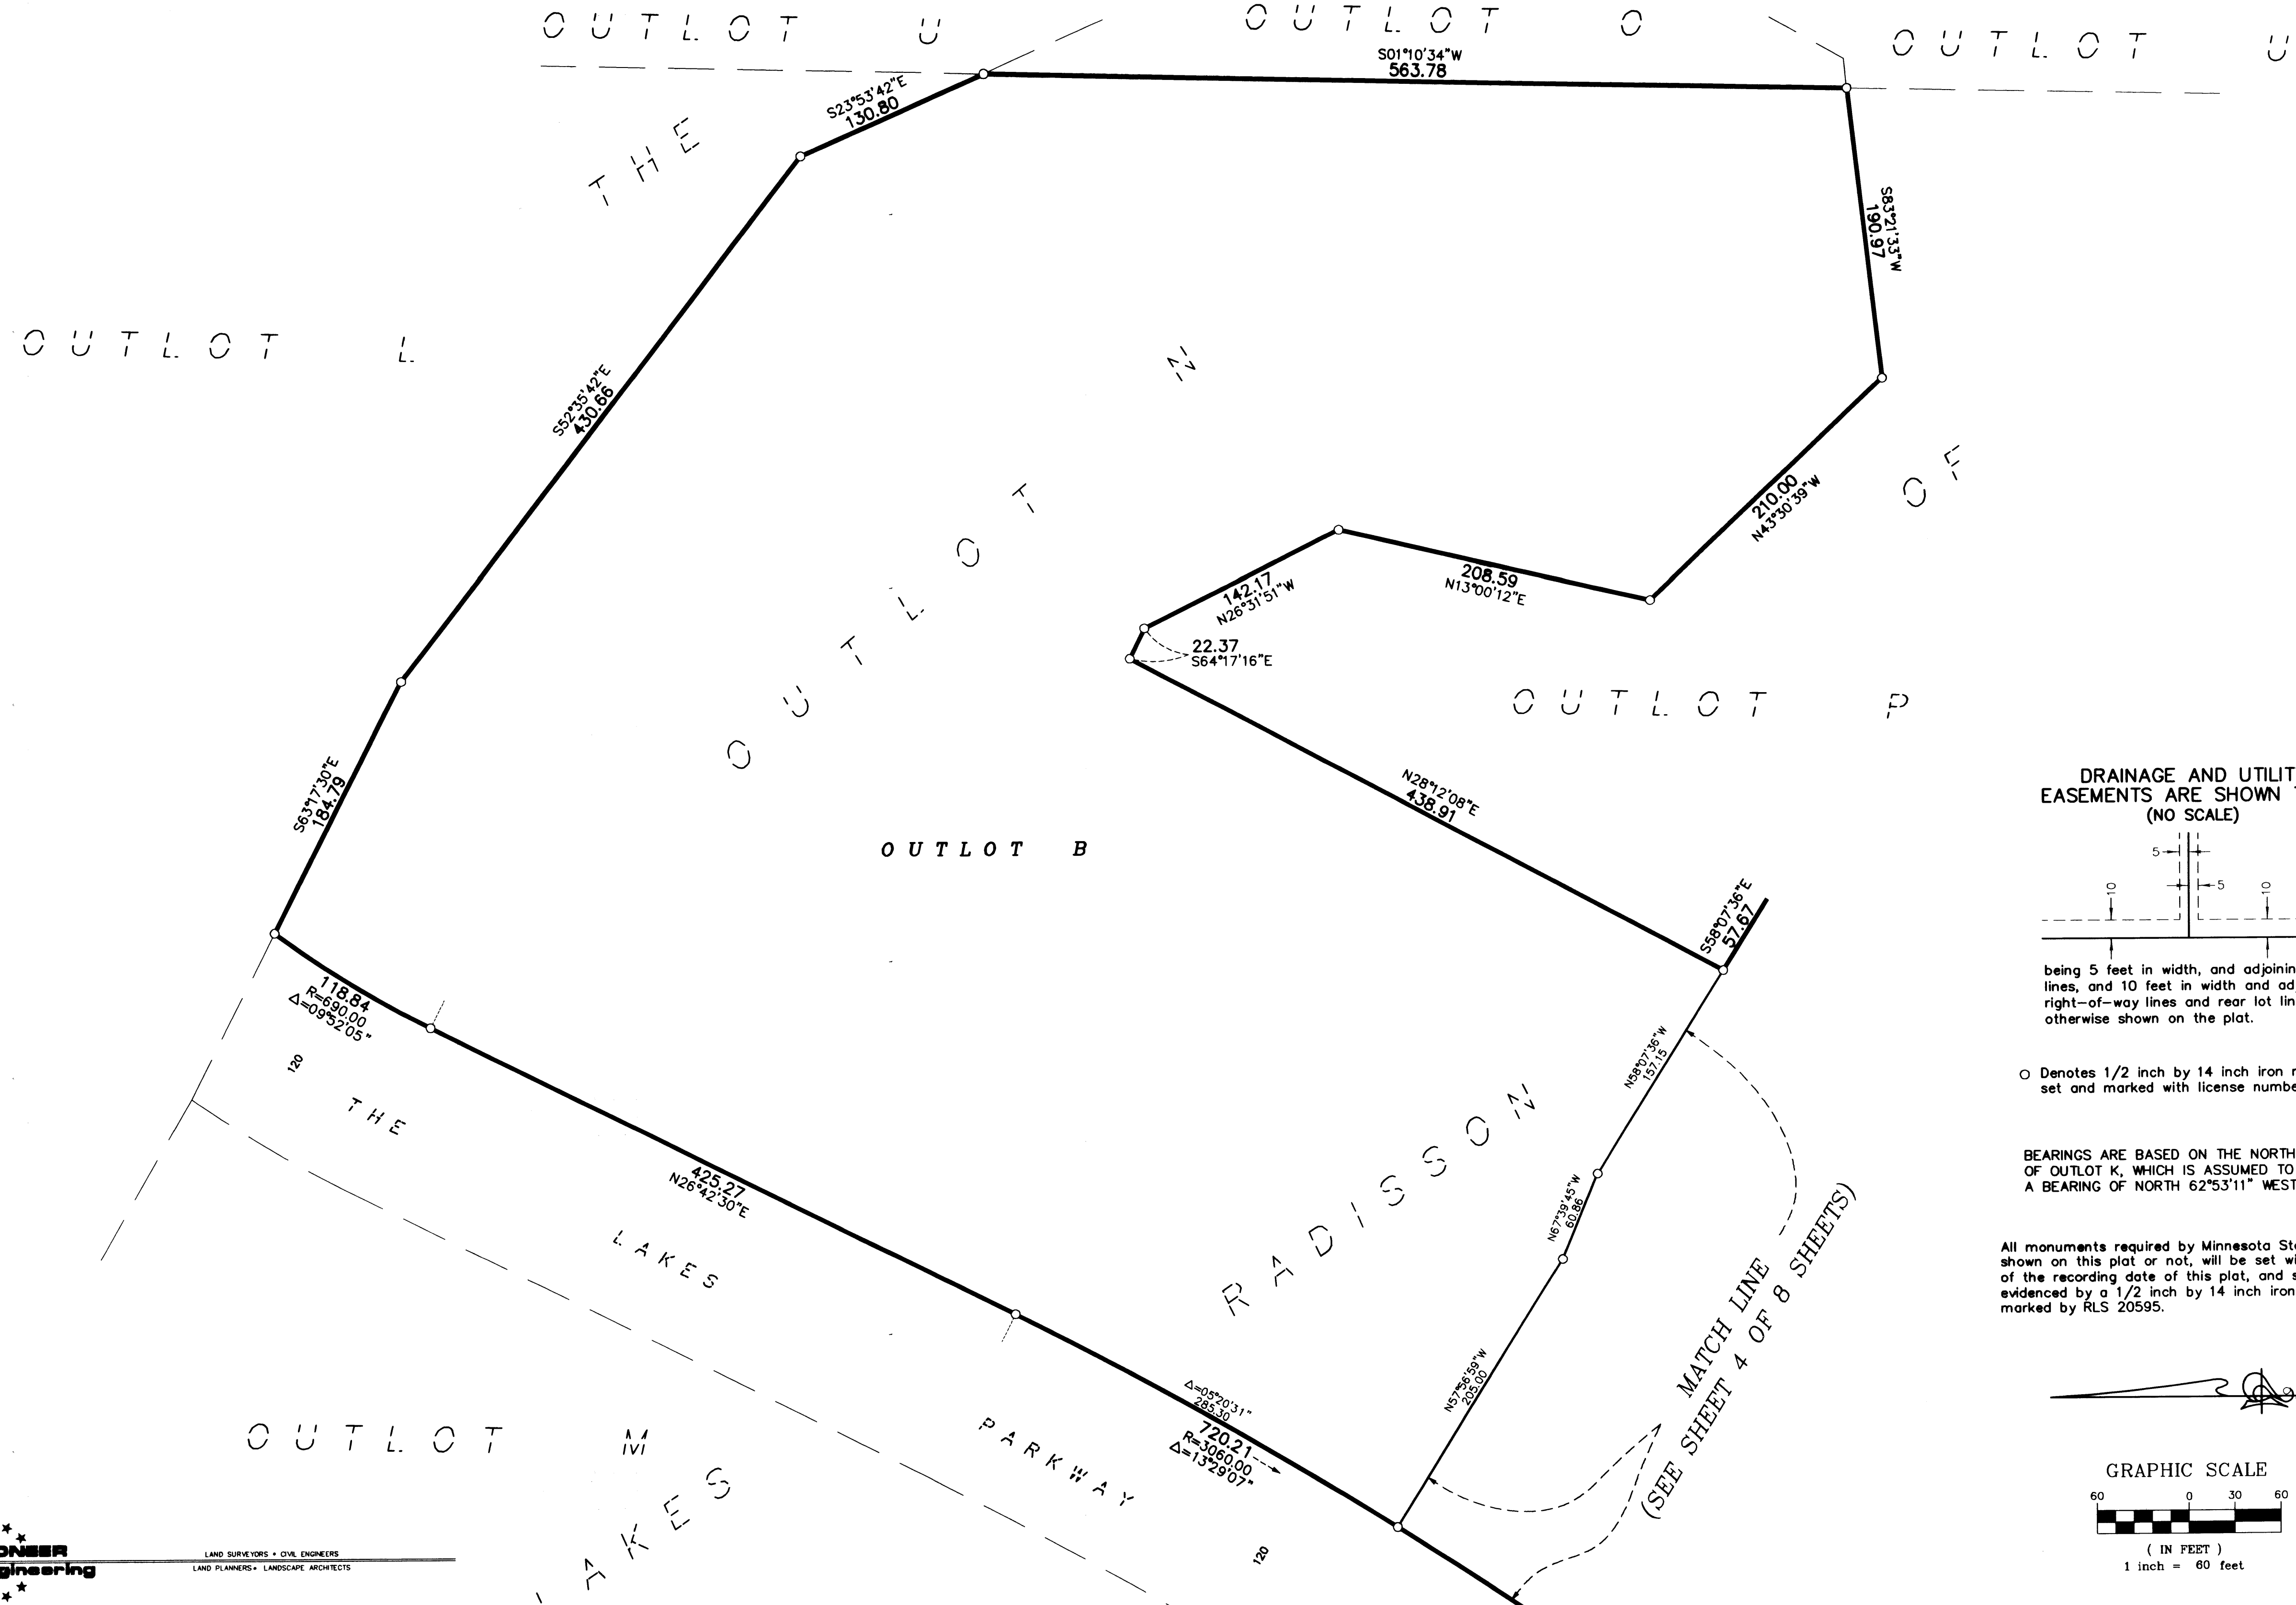 OUTLOT U
OUTLOT O
OUTLOT U
S01°10'34"W
563.78
S23°53'42"E
130.80
THE
S83°21'33"W
190.97
OUTLOT L
S52°35'42"E
430.66
OUTLOT N
OF
210.00
N43°30'39"W
208.59
N13°00'12"E
142.17
N26°31'51"W
22.37
S64°17'16"E
OUTLOT P
S63°17'30"E
184.79
N28°12'08"E
438.91
OUTLOT B
S58°07'36"E
57.67
118.84
R=690.00
Δ=09°52'05"
120
THE
LAKES
PARKWAY
425.27
N26°42'30"E
N58°07'36"W
157.15
N67°39'45"W
60.86
N57°56'59"W
205.00
RADISSON
MATCH LINE
(SEE SHEET 4 OF 8 SHEETS)
Δ=05°20'31"
285.30
720.21
R=3060.00
Δ=13°29'07"
120
OUTLOT M
LAKES
DRAINAGE AND UTILIT
EASEMENTS ARE SHOWN
(NO SCALE)
5
5
10
10
being 5 feet in width, and adjoinin
lines, and 10 feet in width and ad
right-of-way lines and rear lot lin
otherwise shown on the plat.
Denotes 1/2 inch by 14 inch iron
set and marked with license numbe
BEARINGS ARE BASED ON THE NORTH
OF OUTLOT K, WHICH IS ASSUMED TO
A BEARING OF NORTH 62°53'11" WEST
All monuments required by Minnesota St
shown on this plat or not, will be set wi
of the recording date of this plat, and s
evidenced by a 1/2 inch by 14 inch iron
marked by RLS 20595.
GRAPHIC SCALE
60 0 30 60
( IN FEET )
1 inch = 60 feet
ONEER
gineering
LAND SURVEYORS • CIVIL ENGINEERS
LAND PLANNERS • LANDSCAPE ARCHITECTS